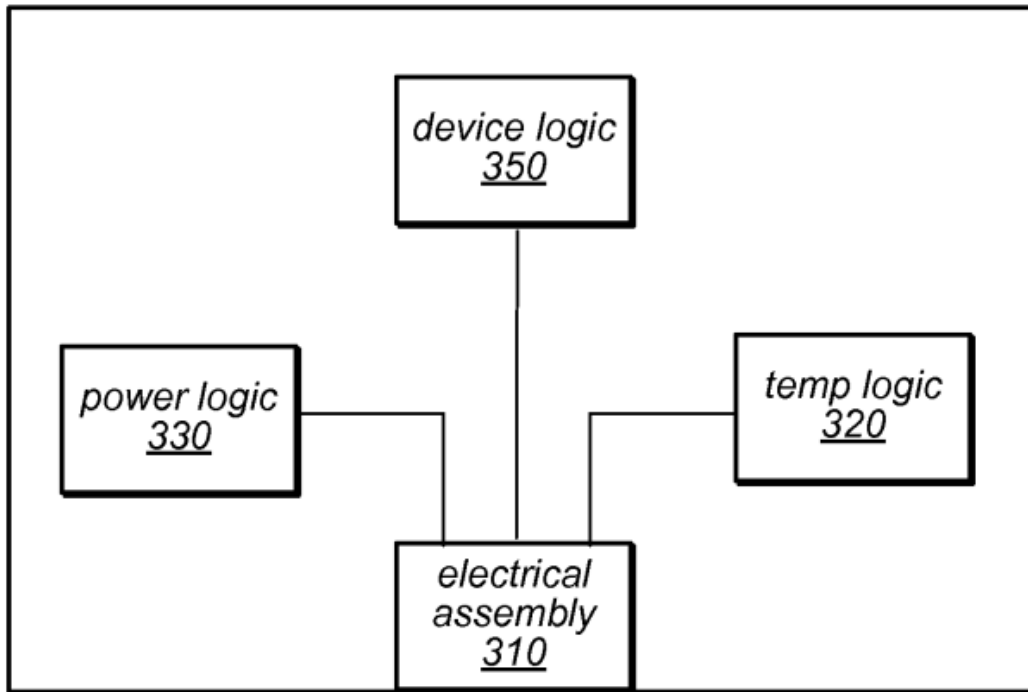 device logic
350
power logic
330
temp logic
320
electrical
assembly
310